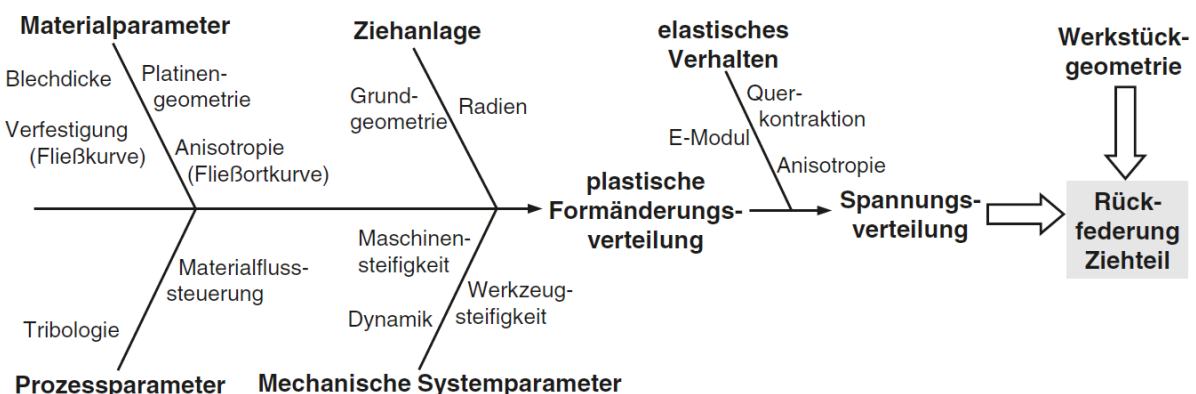 Materialparameter
Blechdicke
Platinen-
geometrie
Verfestigung
(Fließkurve)
Anisotropie
(Fließortkurve)
Ziehanlage
Grund-
geometrie
Radien
elastisches
Verhalten
Quer-
kontraktion
E-Modul
Anisotropie
Werkstück-
geometrie
plastische
Formänderungs-
verteilung
Spannungs-
verteilung
Rück-
federung
Ziehteil
Materialfluss-
steuerung
Tribologie
Prozessparameter
Maschinen-
steifigkeit
Werkzeug-
steifigkeit
Dynamik
Mechanische Systemparameter